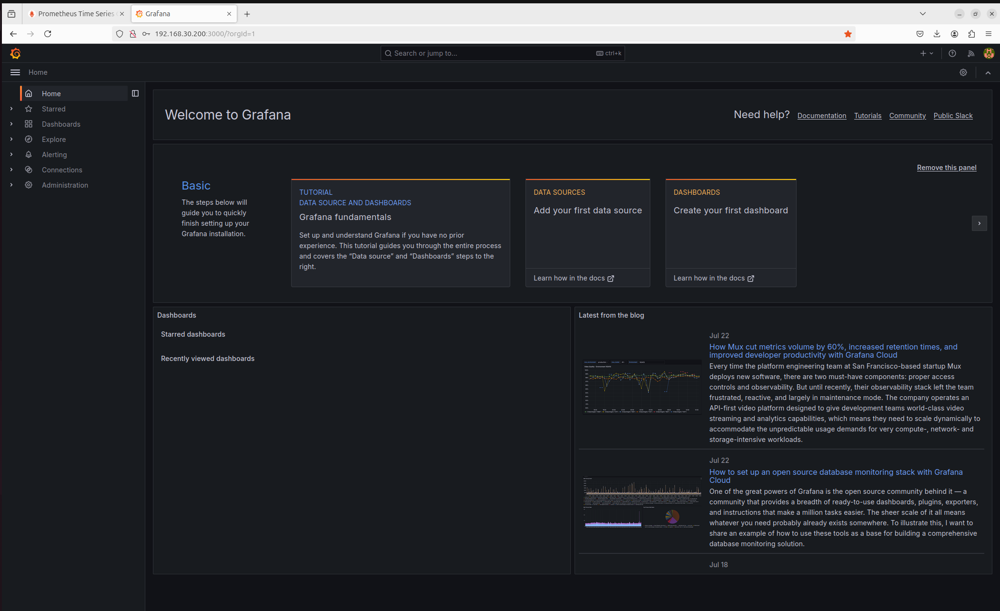 Prometheus Time Series
Grafana
192.168.30.200:3000/?orgId=1
Search or jump to...
ctrl+k
Home
Home
Starred
Dashboards
Explore
Alerting
Connections
Administration
Welcome to Grafana
Need help?
Documentation
Tutorials
Community
Public Slack
Remove this panel
Basic
The steps below will
guide you to quickly
finish setting up your
Grafana installation.
TUTORIAL
DATA SOURCE AND DASHBOARDS
Grafana fundamentals
Set up and understand Grafana if you have no prior
experience. This tutorial guides you through the entire process
and covers the “Data source” and “Dashboards” steps to the
right.
DATA SOURCES
Add your first data source
Learn how in the docs
DASHBOARDS
Create your first dashboard
Learn how in the docs
Dashboards
Starred dashboards
Recently viewed dashboards
Latest from the blog
Jul 22
How Mux cut metrics volume by 60%, increased retention times, and
improved developer productivity with Grafana Cloud
Every time the platform engineering team at San Francisco-based startup Mux
deploys new software, there are two must-have components: proper access
controls and observability. But until recently, their observability stack left the team
frustrated, reactive, and largely in maintenance mode. The company operates an
API-first video platform designed to give development teams world-class video
streaming and analytics capabilities, which means they need to scale dynamically to
accommodate the unpredictable usage demands for very compute-, network- and
storage-intensive workloads.
Jul 22
How to set up an open source database monitoring stack with Grafana
Cloud
One of the great powers of Grafana is the open source community behind it — a
community that provides a breadth of ready-to-use dashboards, plugins, exporters,
and instructions that make a million tasks easier. The sheer scale of it all means
whatever you need probably already exists somewhere. To illustrate this, I want to
share an example of how to use these tools as a base for building a comprehensive
database monitoring solution.
Jul 18